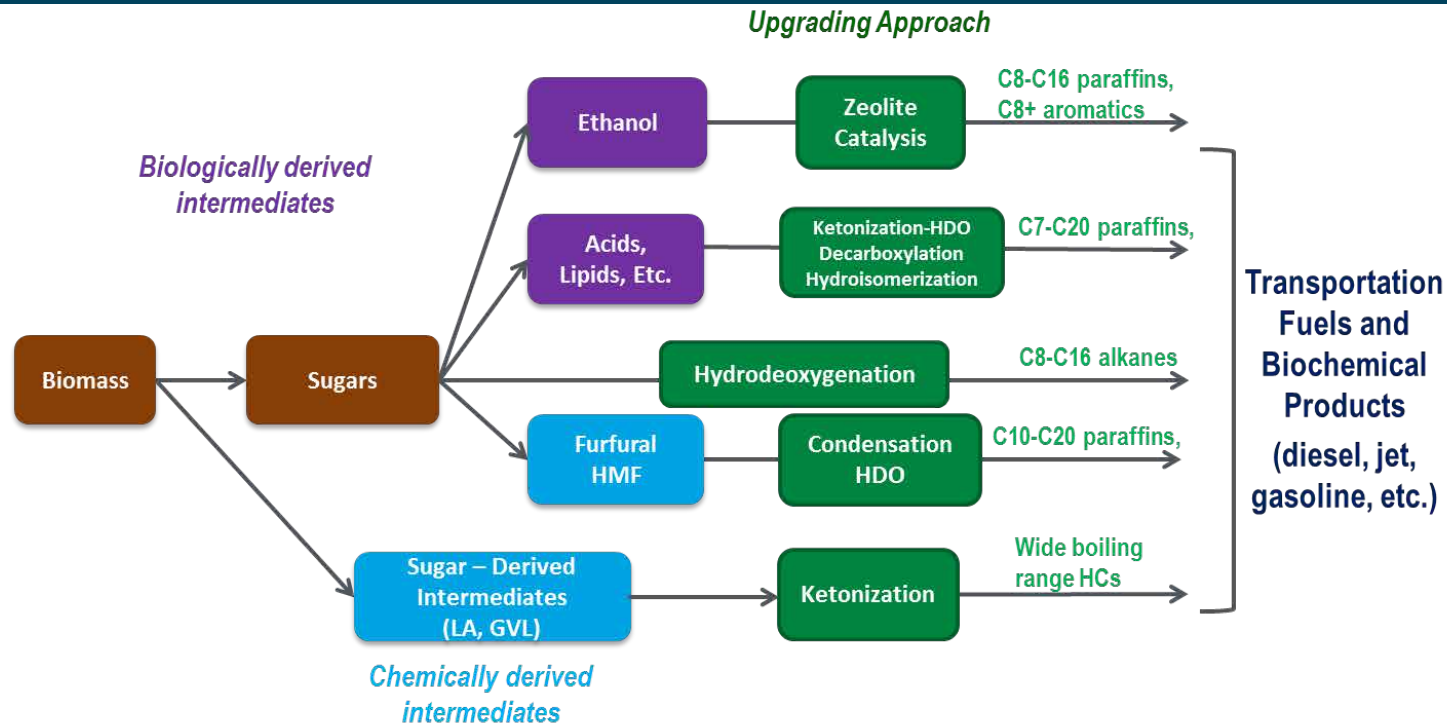 Upgrading Approach
C8-C16 paraffins,
C8+ aromatics
Ethanol
Zeolite
Catalysis
Biologically derived
intermediates
Acids,
Lipids, Etc.
Ketonization-HDO
Decarboxylation
Hydroisomerization
C7-C20 paraffins,
Transportation
Fuels and
Biochemical
Products
(diesel, jet,
gasoline, etc.)
Biomass
Sugars
Hydrodeoxygenation
C8-C16 alkanes
Furfural
HMF
Condensation
HDO
C10-C20 paraffins,
Sugar – Derived
Intermediates
(LA, GVL)
Ketonization
Wide boiling
range HCs
Chemically derived
intermediates